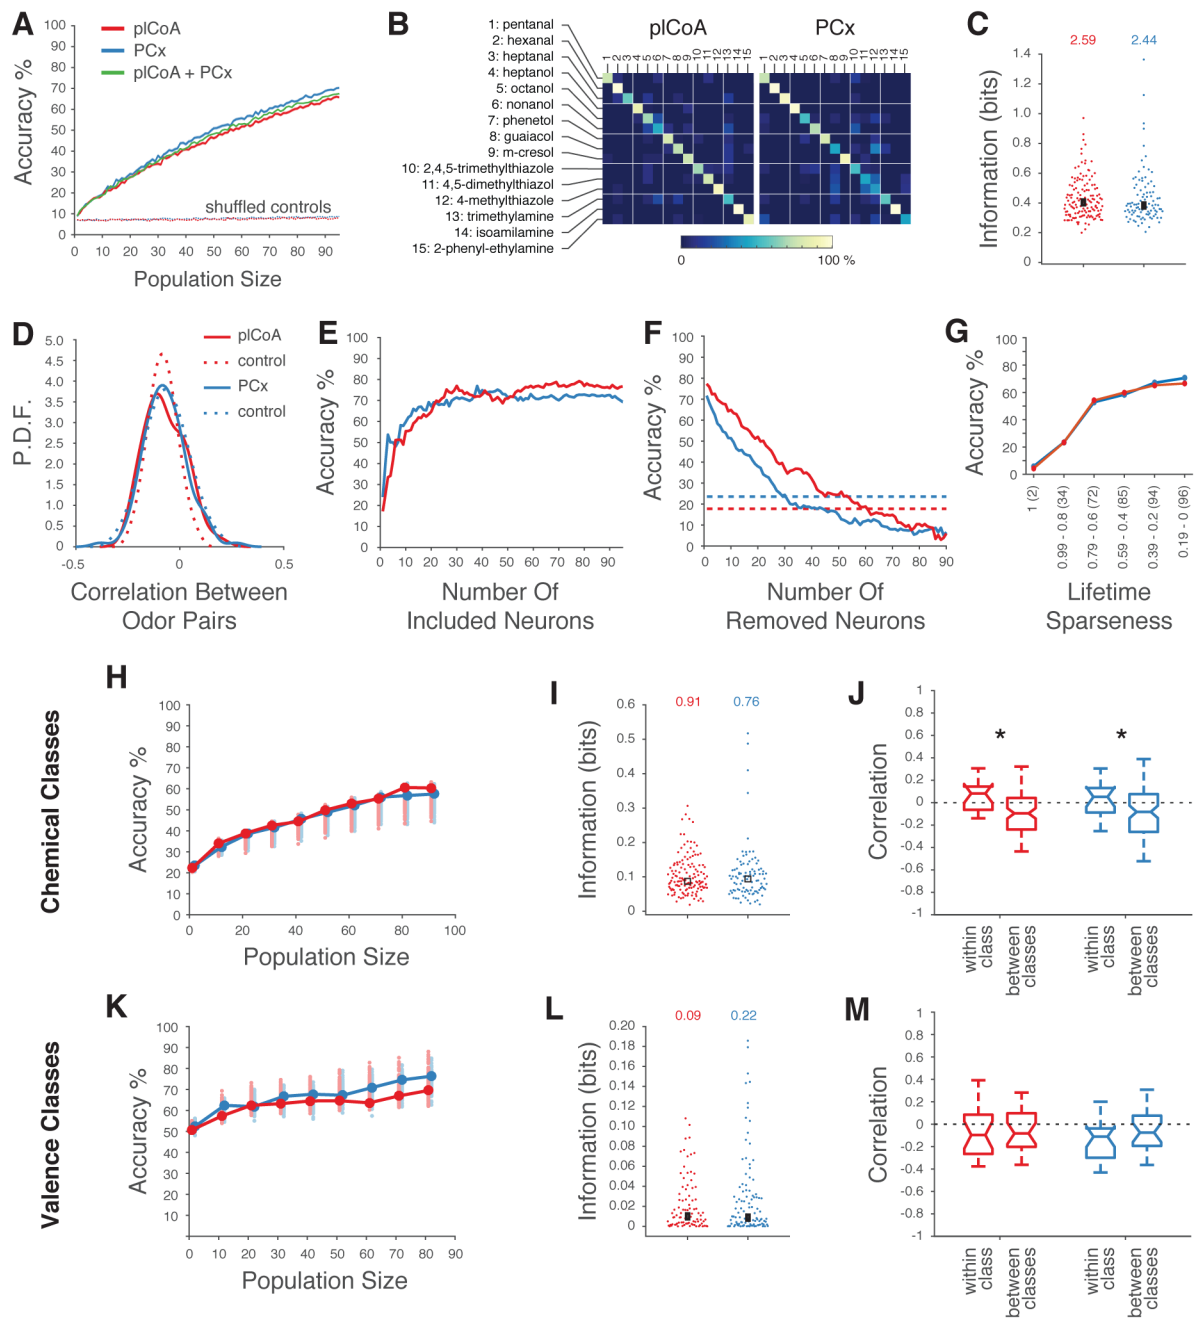 A
100
90
80
70
60
50
40
30
20
10
0
Accuracy %
plCoA
PCx
plCoA + PCx
shuffled controls
0 10 20 30 40 50 60 70 80 90
Population Size
B
plCoA PCx
1 2 3 4 5 6 7 8 9 10 11 12 13 14 15 1 2 3 4 5 6 7 8 9 10 11 12 13 14 15
1: pentanal
2: hexanal
3: heptanal
4: heptanol
5: octanol
6: nonanol
7: phenetol
8: guaiacol
9: m-cresol
10: 2,4,5-trimethylthiazole
11: 4,5-dimethylthiazol
12: 4-methylthiazole
13: trimethylamine
14: isoamilamine
15: 2-phenyl-ethylamine
0 100 %
C
2.59 2.44
1.4
1.2
1
0.8
0.6
0.4
0.2
0
Information (bits)
D
5.0
4.5
4.0
3.5
3.0
2.5
2.0
1.5
1.0
0.5
0
P.D.F.
plCoA
control
PCx
control
-0.5 0 0.5
Correlation Between
Odor Pairs
E
100
90
80
70
60
50
40
30
20
10
0
Accuracy %
0 10 20 30 40 50 60 70 80 90
Number Of
Included Neurons
F
100
90
80
70
60
50
40
30
20
10
0
Accuracy %
0 10 20 30 40 50 60 70 80 90
Number Of
Removed Neurons
G
100
80
60
40
20
0
Accuracy %
1 (2)
0.99 - 0.8 (34)
0.79 - 0.6 (72)
0.59 - 0.4 (85)
0.39 - 0.2 (94)
0.19 - 0 (96)
Lifetime
Sparseness
Chemical Classes
H
100
90
80
70
60
50
40
30
20
10
0
Accuracy %
0 20 40 60 80 100
Population Size
I
0.91 0.76
0.6
0.5
0.4
0.3
0.2
0.1
0
Information (bits)
J
1
0.8
0.6
0.4
0.2
0
-0.2
-0.4
-0.6
-0.8
-1
Correlation
* *
within
class
between
classes
within
class
between
classes
Valence Classes
K
100
90
80
70
60
50
40
30
20
10
Accuracy %
0 10 20 30 40 50 60 70 80 90
Population Size
L
0.09 0.22
0.20
0.18
0.16
0.14
0.12
0.10
0.08
0.06
0.04
0.02
0
Information (bits)
M
1
0.8
0.6
0.4
0.2
0
-0.2
-0.4
-0.6
-0.8
-1
Correlation
within
class
between
classes
within
class
between
classes